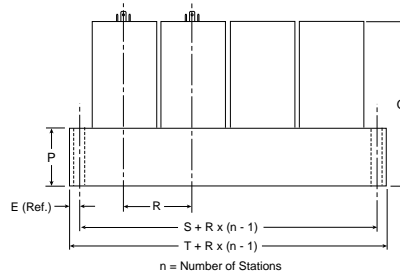 P
E (Ref.)
R
S + R x (n - 1)
T + R x (n - 1)
n = Number of Stations